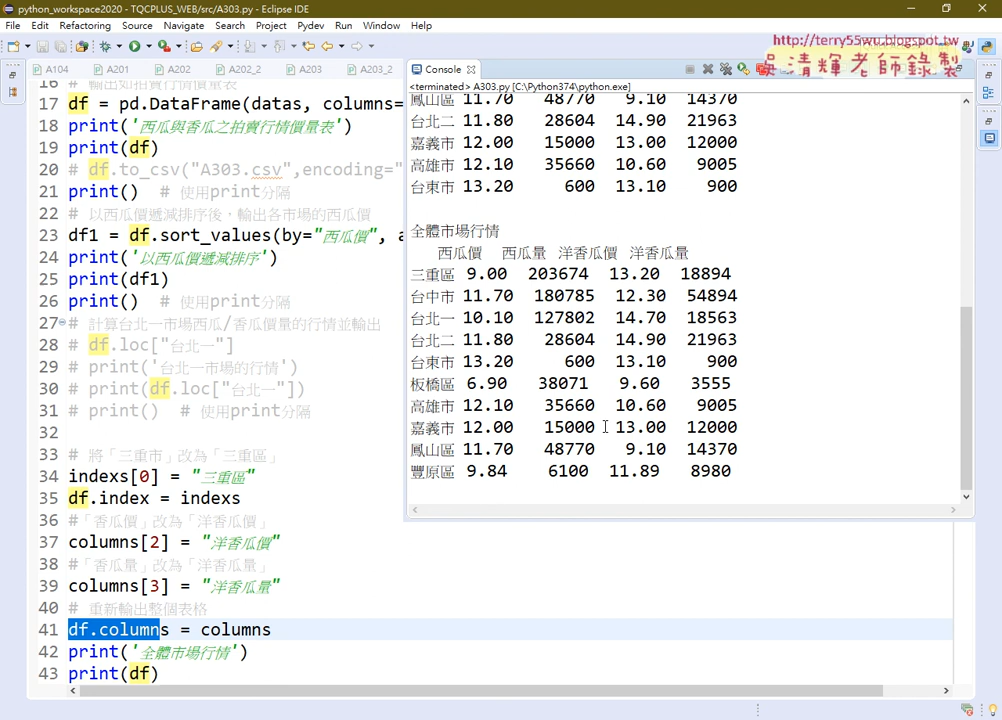 python_workspace2020 - TQCPLUS_WEB/src/A303.py - Eclipse IDE
File Edit Refactoring Source Navigate Search Project Pydev Run Window Help
http://terry55wu.blogspot.tw
吳清輝老師錄製
A104 A201 A202 A202_2 A203 A203_2
16 # 輸出如拍賣行情價量表
17 df = pd.DataFrame(datas, columns=
18 print('西瓜與香瓜之拍賣行情價量表')
19 print(df)
20 # df.to_csv("A303.csv",encoding="
21 print() # 使用print分隔
22 # 以西瓜價遞減排序後，輸出各市場的西瓜價
23 df1 = df.sort_values(by="西瓜價", a
24 print('以西瓜價遞減排序')
25 print(df1)
26 print() # 使用print分隔
27 # 計算台北一市場西瓜/香瓜價量的行情並輸出
28 # df.loc["台北一"]
29 # print('台北一市場的行情')
30 # print(df.loc["台北一"])
31 # print() # 使用print分隔
32
33 # 將「三重市」改為「三重區」
34 indexs[0] = "三重區"
35 df.index = indexs
36 #「香瓜價」改為「洋香瓜價」
37 columns[2] = "洋香瓜價"
38 #「香瓜量」改為「洋香瓜量」
39 columns[3] = "洋香瓜量"
40 # 重新輸出整個表格
41 df.columns = columns
42 print('全體市場行情')
43 print(df)
Console
<terminated> A303.py [C:\Python374\python.exe]
鳳山區 11.70 48770 9.10 14370
台北二 11.80 28604 14.90 21963
嘉義市 12.00 15000 13.00 12000
高雄市 12.10 35660 10.60 9005
台東市 13.20 600 13.10 900
全體市場行情
西瓜價 西瓜量 洋香瓜價 洋香瓜量
三重區 9.00 203674 13.20 18894
台中市 11.70 180785 12.30 54894
台北一 10.10 127802 14.70 18563
台北二 11.80 28604 14.90 21963
台東市 13.20 600 13.10 900
板橋區 6.90 38071 9.60 3555
高雄市 12.10 35660 10.60 9005
嘉義市 12.00 15000 13.00 12000
鳳山區 11.70 48770 9.10 14370
豐原區 9.84 6100 11.89 8980